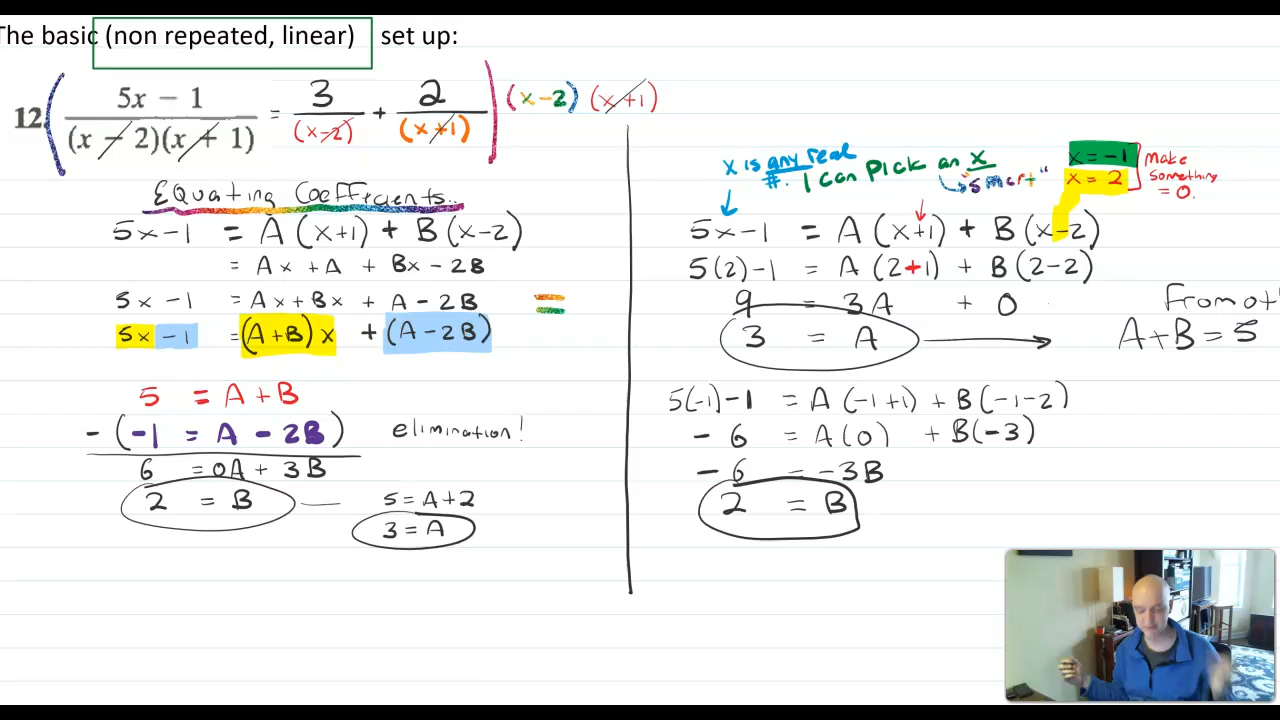 The basic (non repeated, linear) set up:
12. ( 5x − 1 / (x − 2)(x + 1) = 3 / (x−2) + 2 / (x+1) ) (x−2) (x+1)
Equating Coefficients.
5x−1 = A(x+1) + B(x−2)
= Ax + A + Bx − 2B
5x −1 = Ax + Bx + A − 2B
5x −1 = (A+B)x + (A−2B)
5 = A + B
− (−1 = A − 2B) elimination!
6 = 0A + 3B
2 = B — 5 = A+2
3 = A
x is any real #. I can pick an x
"smart"
x = −1
x = 2
Make something = 0.
5x−1 = A(x+1) + B(x−2)
5(2)−1 = A(2+1) + B(2−2)
9 = 3A + 0
3 = A → A+B = 5
From ot
5(−1)−1 = A(−1+1) + B(−1−2)
−6 = A(0) + B(−3)
−6 = −3B
2 = B